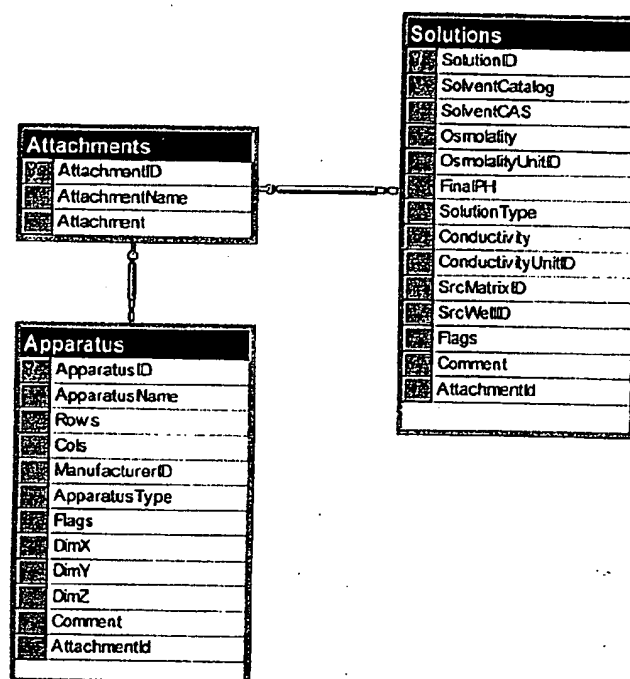 Attachments
AttachmentID
AttachmentName
Attachment
Solutions
SolutionID
SolventCatalog
SolventCAS
Osmolality
OsmolalityUnitID
FinalPH
SolutionType
Conductivity
ConductivityUnitID
SrcMatrixID
SrcWellID
Flags
Comment
AttachmentId
Apparatus
ApparatusID
ApparatusName
Rows
Cols
ManufacturerID
ApparatusType
Flags
DimX
DimY
DimZ
Comment
AttachmentId